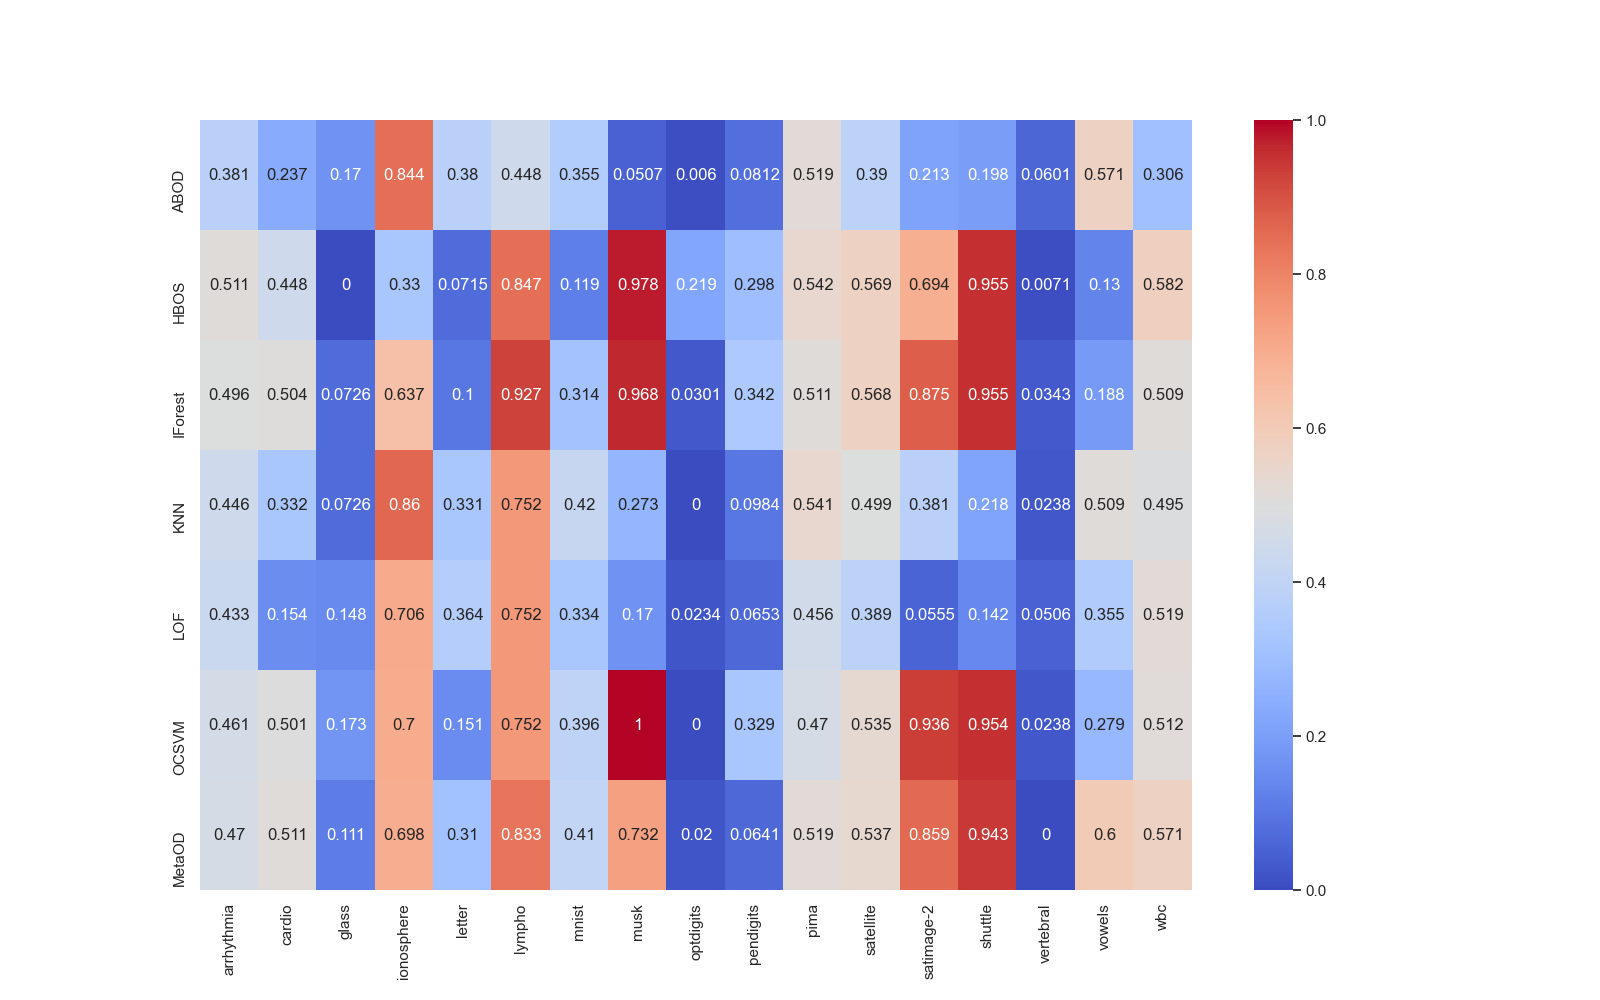 1.0
ABOD 0.381 0.237 0.17 0.844 0.38 0.448 0.355 0.0507 0.006 0.0812 0.519 0.39 0.213 0.198 0.0601 0.571 0.306
0.8
HBOS 0.511 0.448 0 0.33 0.0715 0.847 0.119 0.978 0.219 0.298 0.542 0.569 0.694 0.955 0.0071 0.13 0.582
IForest 0.496 0.504 0.0726 0.637 0.1 0.927 0.314 0.968 0.0301 0.342 0.511 0.568 0.875 0.955 0.0343 0.188 0.509
0.6
KNN 0.446 0.332 0.0726 0.86 0.331 0.752 0.42 0.273 0 0.0984 0.541 0.499 0.381 0.218 0.0238 0.509 0.495
0.4
LOF 0.433 0.154 0.148 0.706 0.364 0.752 0.334 0.17 0.0234 0.0653 0.456 0.389 0.0555 0.142 0.0506 0.355 0.519
OCSVM 0.461 0.501 0.173 0.7 0.151 0.752 0.396 1 0 0.329 0.47 0.535 0.936 0.954 0.0238 0.279 0.512
0.2
MetaOD 0.47 0.511 0.111 0.698 0.31 0.833 0.41 0.732 0.02 0.0641 0.519 0.537 0.859 0.943 0 0.6 0.571
0.0
arrhythmia cardio glass ionosphere letter lympho mnist musk optdigits pendigits pima satellite satimage-2 shuttle vertebral vowels wbc